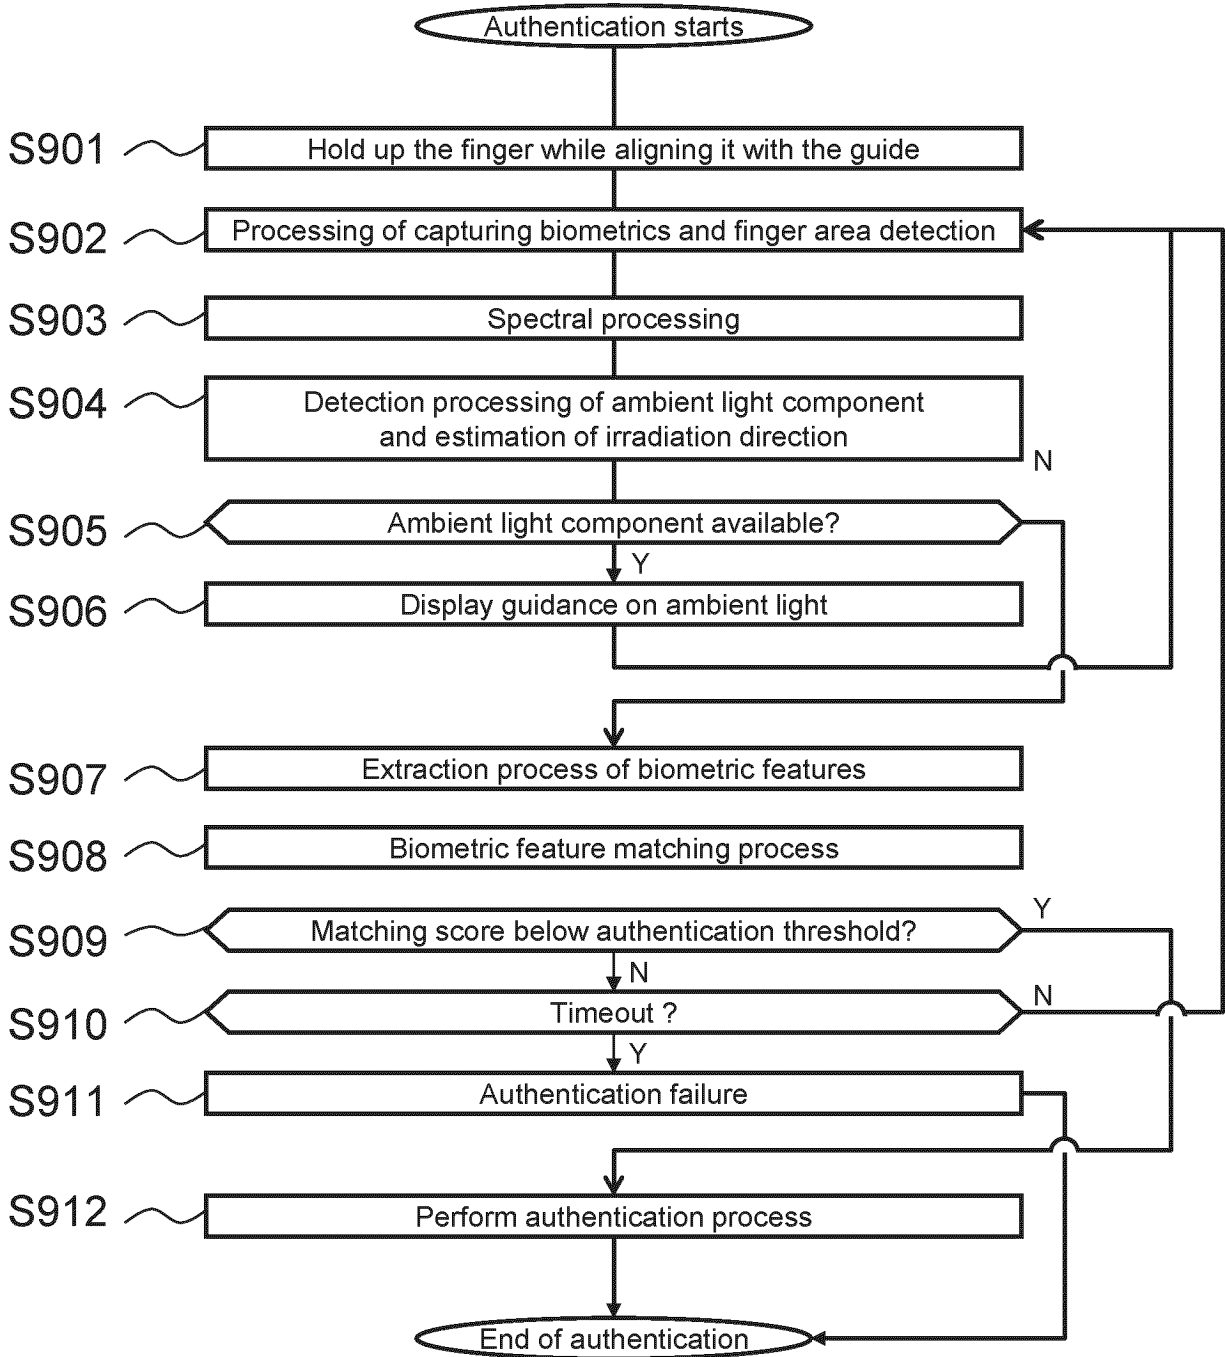 Authentication starts
S901
Hold up the finger while aligning it with the guide
S902
Processing of capturing biometrics and finger area detection
S903
Spectral processing
S904
Detection processing of ambient light component
and estimation of irradiation direction
N
S905
Ambient light component available?
Y
S906
Display guidance on ambient light
S907
Extraction process of biometric features
S908
Biometric feature matching process
S909
Matching score below authentication threshold?
Y
N
S910
Timeout ?
N
Y
S911
Authentication failure
S912
Perform authentication process
End of authentication